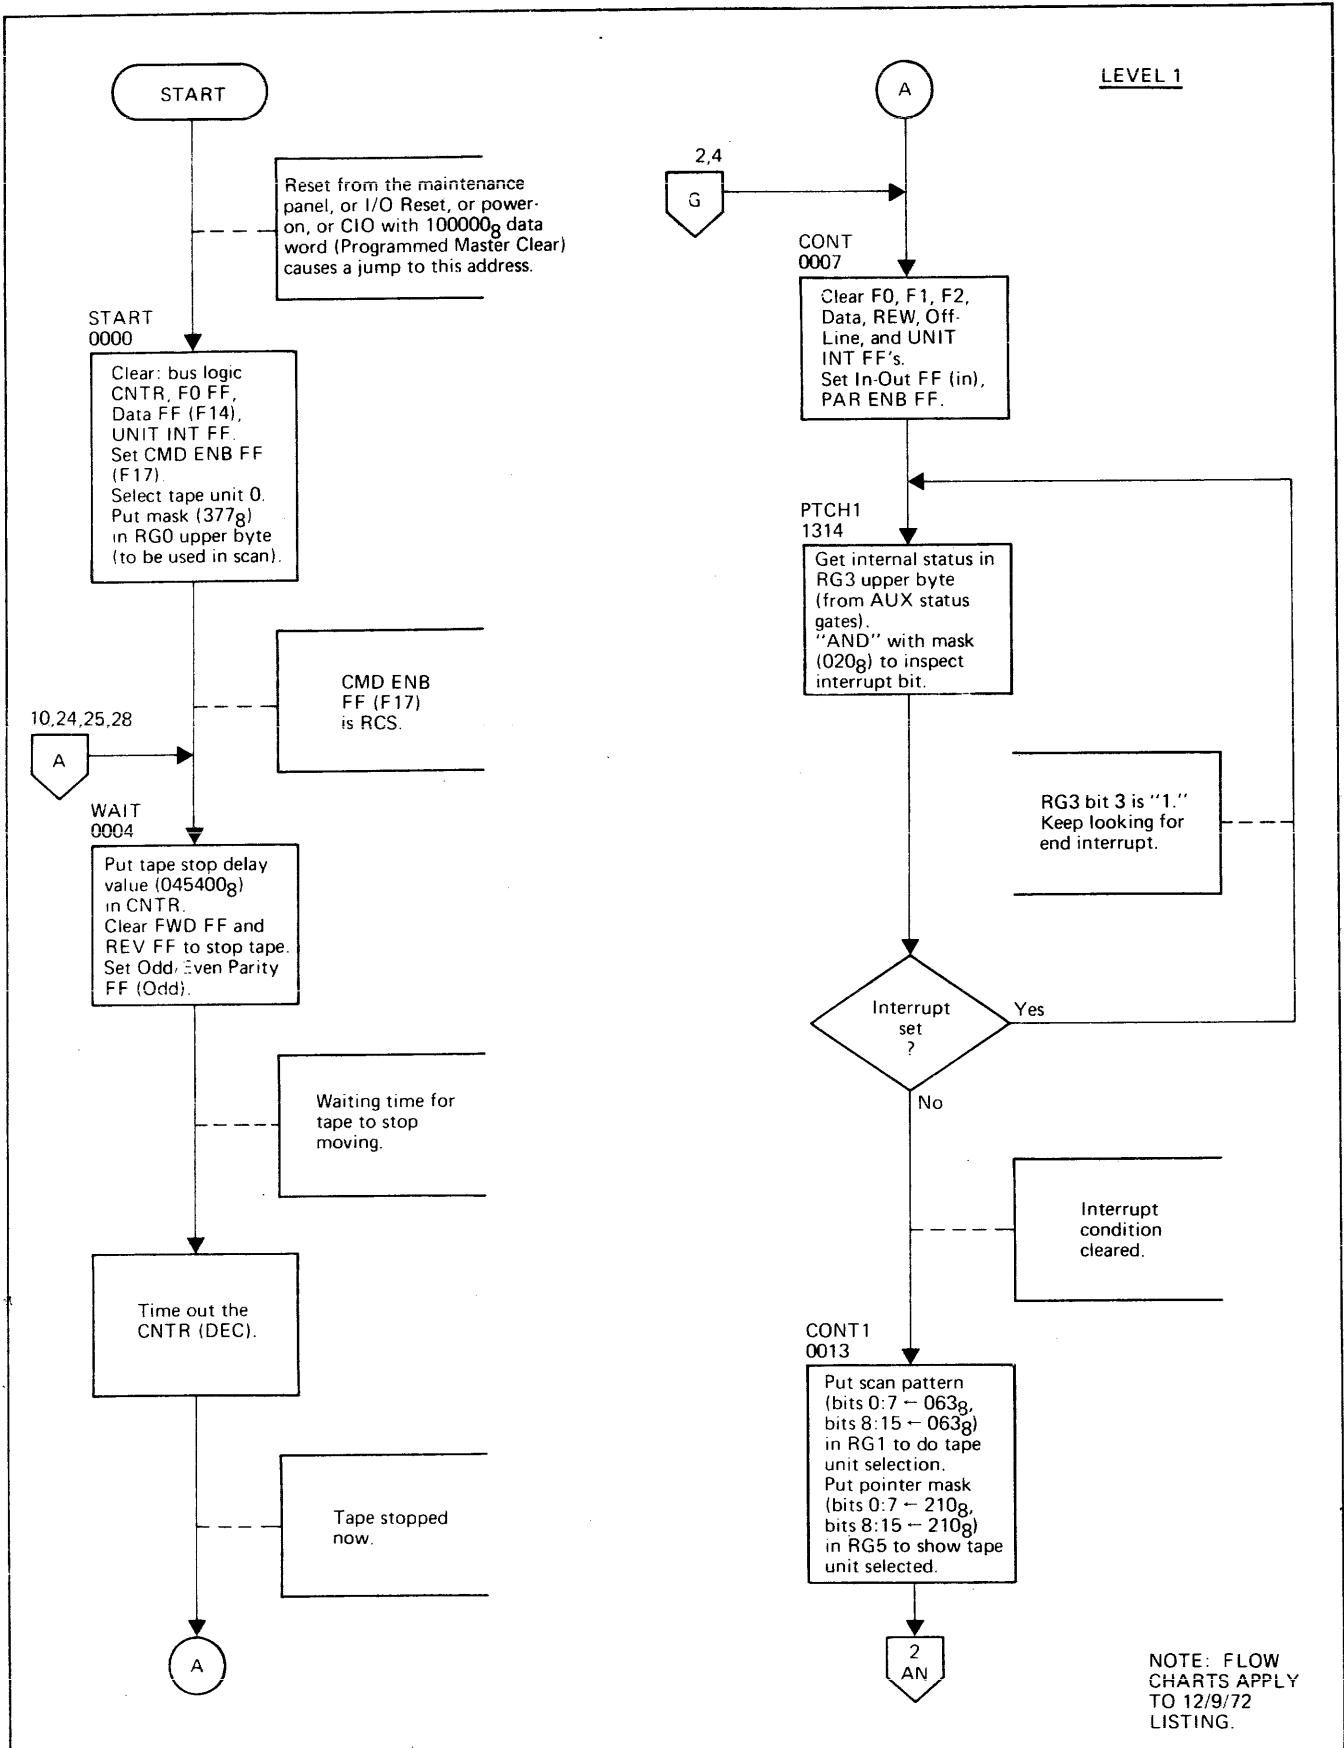 START
Reset from the maintenance
panel, or I/O Reset, or power-
on, or CIO with 100000₈ data
word (Programmed Master Clear)
causes a jump to this address.
START
0000
Clear: bus logic
CNTR, F0 FF,
Data FF (F14),
UNIT INT FF.
Set CMD ENB FF
(F17).
Select tape unit 0.
Put mask (377₈)
in RG0 upper byte
(to be used in scan).
CMD ENB
FF (F17)
is RCS.
10,24,25,28
A
WAIT
0004
Put tape stop delay
value (045400₈)
in CNTR.
Clear FWD FF and
REV FF to stop tape.
Set Odd/Even Parity
FF (Odd).
Waiting time for
tape to stop
moving.
Time out the
CNTR (DEC).
Tape stopped
now.
A
LEVEL 1
A
2,4
G
CONT
0007
Clear F0, F1, F2,
Data, REW, Off-
Line, and UNIT
INT FF's.
Set In-Out FF (in),
PAR ENB FF.
PTCH1
1314
Get internal status in
RG3 upper byte
(from AUX status
gates).
"AND" with mask
(020₈) to inspect
interrupt bit.
RG3 bit 3 is "1."
Keep looking for
end interrupt.
Interrupt
set
?
Yes
No
Interrupt
condition
cleared.
CONT1
0013
Put scan pattern
(bits 0:7 ← 063₈,
bits 8:15 ← 063₈)
in RG1 to do tape
unit selection.
Put pointer mask
(bits 0:7 ← 210₈,
bits 8:15 ← 210₈)
in RG5 to show tape
unit selected.
2
AN
NOTE: FLOW
CHARTS APPLY
TO 12/9/72
LISTING.